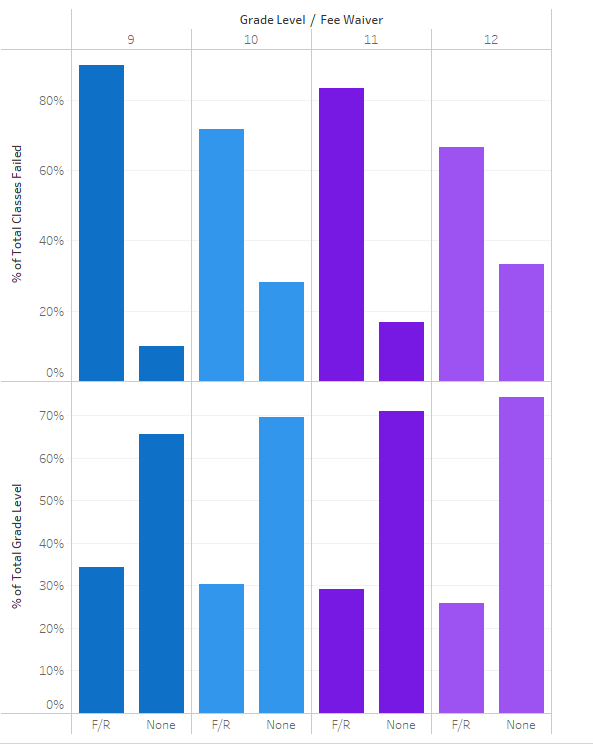 Grade Level / Fee Waiver
9 10 11 12
% of Total Classes Failed
80%
60%
40%
20%
0%
% of Total Grade Level
70%
60%
50%
40%
30%
20%
10%
0%
F/R None F/R None F/R None F/R None